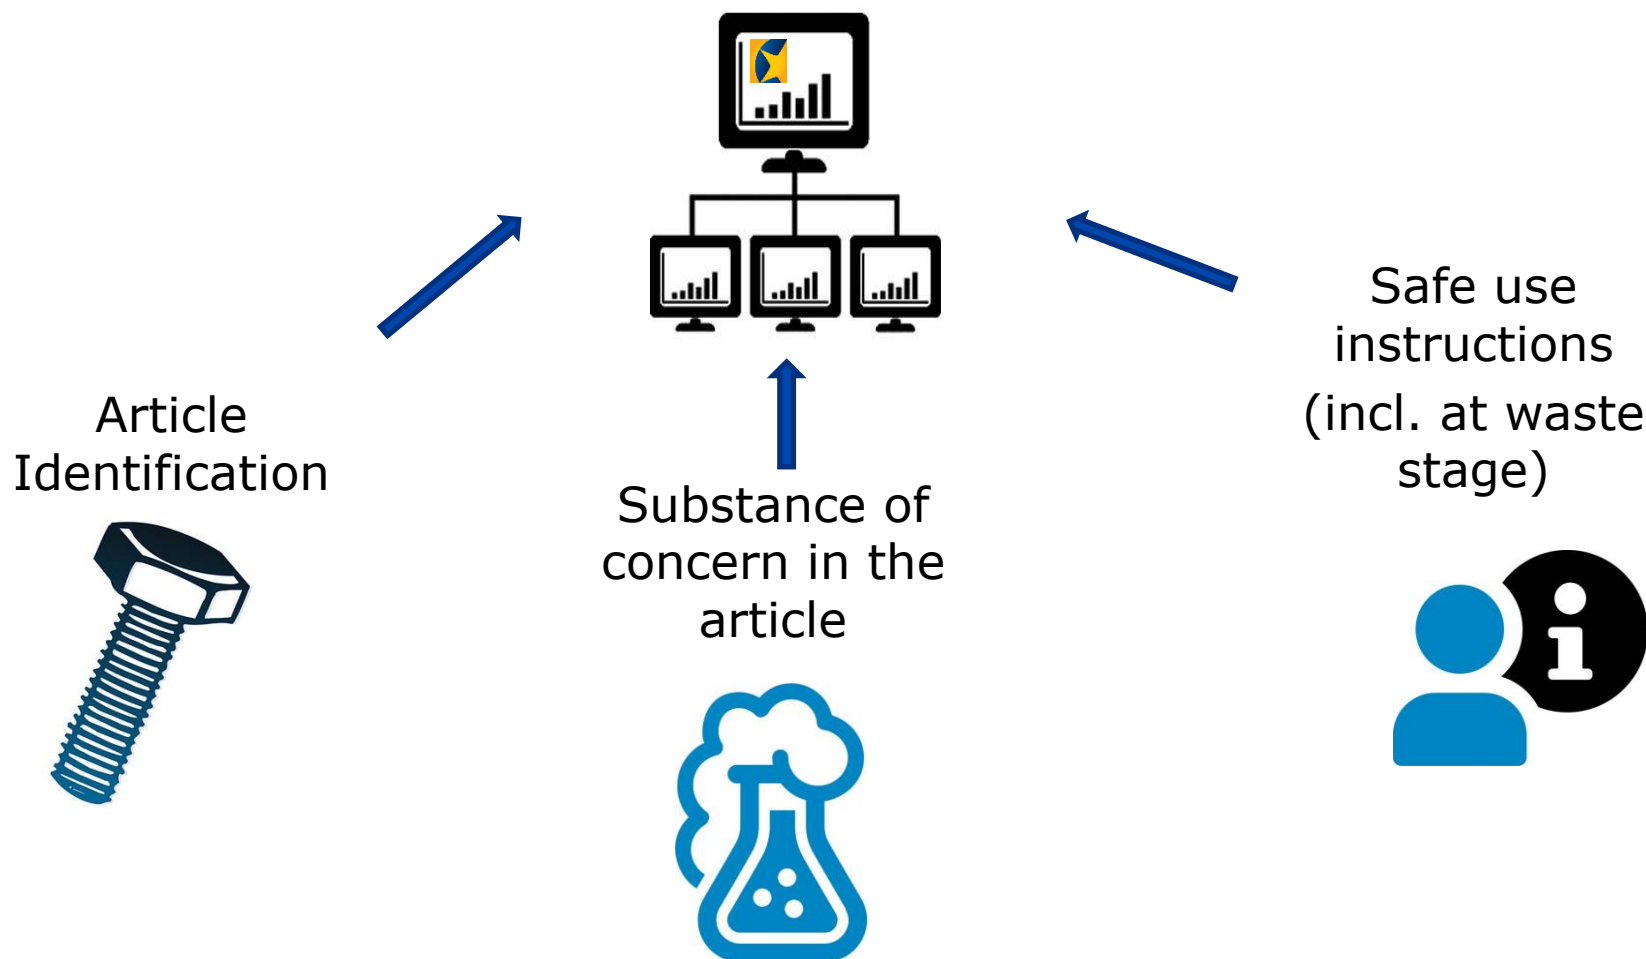 Article
Identification
Substance of
concern in the
article
Safe use
instructions
(incl. at waste
stage)